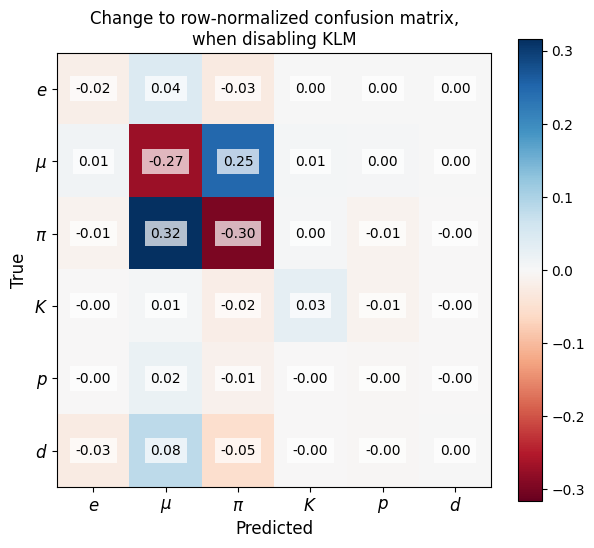 Change to row-normalized confusion matrix,
when disabling KLM
e -0.02 0.04 -0.03 0.00 0.00 0.00
μ 0.01 -0.27 0.25 0.01 0.00 0.00
π -0.01 0.32 -0.30 0.00 -0.01 -0.00
K -0.00 0.01 -0.02 0.03 -0.01 -0.00
p -0.00 0.02 -0.01 -0.00 -0.00 -0.00
d -0.03 0.08 -0.05 -0.00 -0.00 0.00
e μ π K p d
Predicted
True
0.3
0.2
0.1
0.0
−0.1
−0.2
−0.3